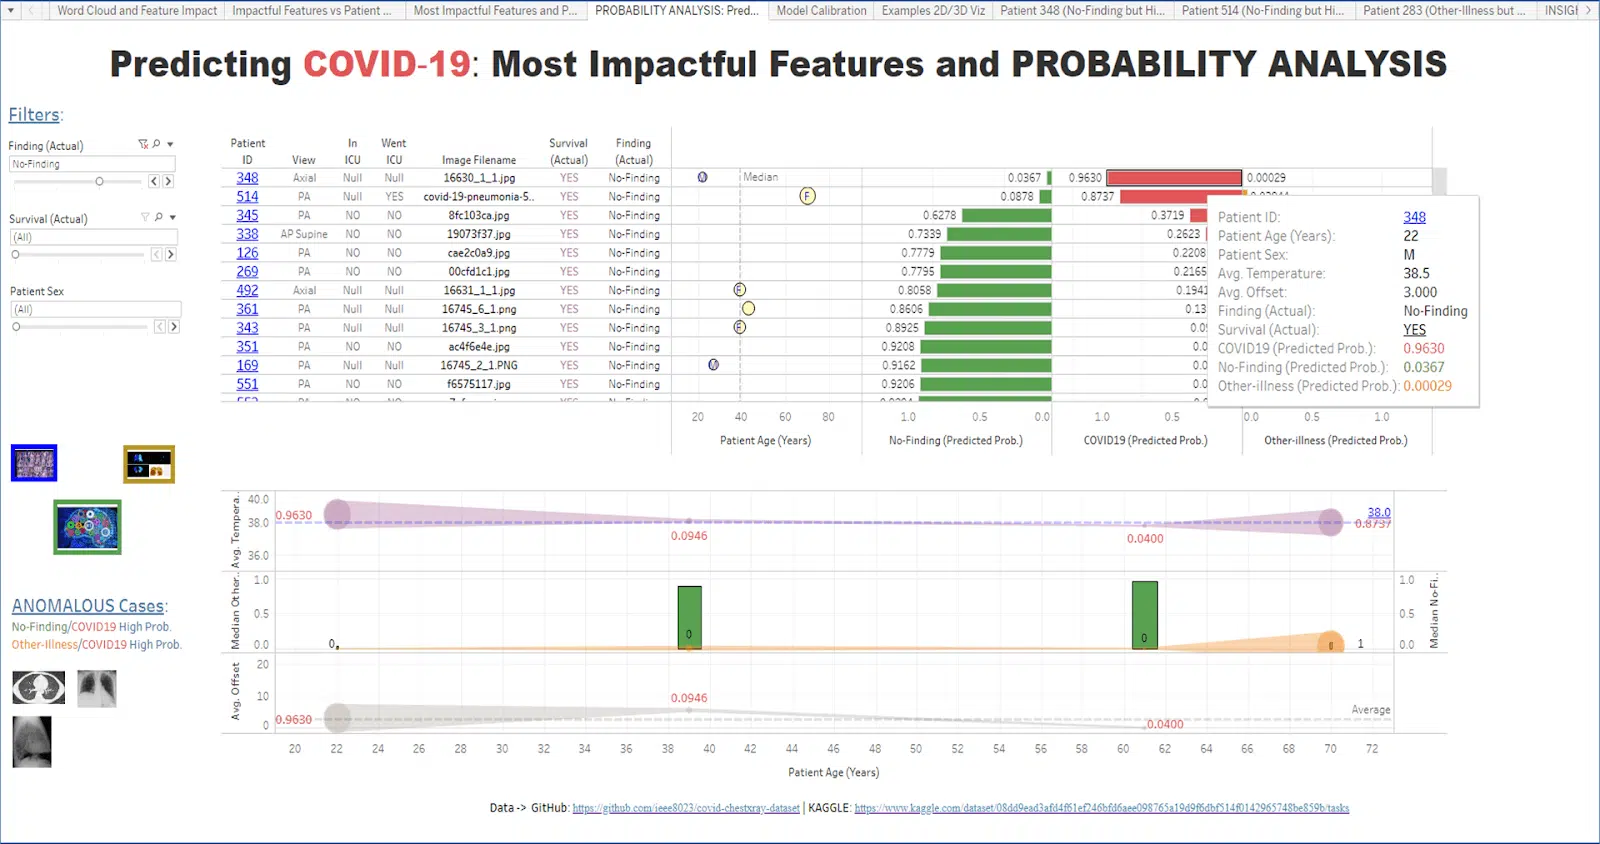 Word Cloud and Feature Impact Impactful Features vs Patient ... Most Impactful Features and P... PROBABILITY ANALYSIS: Pred... Model Calibration Examples 2D/3D Viz Patient 348 (No-Finding but Hi... Patient 514 (No-Finding but Hi... Patient 283 (Other-Illness but ... INSIGH
Predicting COVID-19: Most Impactful Features and PROBABILITY ANALYSIS
Filters:
Finding (Actual)
No-Finding
Survival (Actual)
(All)
Patient Sex
(All)
Patient ID View In ICU Went ICU Image Filename Survival (Actual) Finding (Actual)
348 Axial Null Null 16630_1_1.jpg YES No-Finding M Median 0.0367 0.9630 0.00029
514 PA Null YES covid-19-pneumonia-5.. YES No-Finding F 0.0878 0.8737
345 PA NO NO 8fc103ca.jpg YES No-Finding 0.6278 0.3719
338 AP Supine NO NO 19073f37.jpg YES No-Finding 0.7339 0.2623
126 PA NO NO cae2c0a9.jpg YES No-Finding 0.7779 0.2208
269 PA NO NO 00cfd1c1.jpg YES No-Finding 0.7795 0.2165
492 Axial Null Null 16631_1_1.jpg YES No-Finding F 0.8058 0.1941
361 PA Null Null 16745_6_1.png YES No-Finding 0.8606 0.13
343 PA Null Null 16745_3_1.png YES No-Finding F 0.8925 0.0
351 PA NO NO ac4f6e4e.jpg YES No-Finding 0.9208 0.0
169 PA Null Null 16745_2_1.PNG YES No-Finding M 0.9162 0.0
551 PA NO NO f6575117.jpg YES No-Finding 0.9206 0.0
Patient ID: 348
Patient Age (Years): 22
Patient Sex: M
Avg. Temperature: 38.5
Avg. Offset: 3.000
Finding (Actual): No-Finding
Survival (Actual): YES
COVID19 (Predicted Prob.): 0.9630
No-Finding (Predicted Prob.): 0.0367
Other-illness (Predicted Prob.): 0.00029
20 40 60 80 1.0 0.5 0.0 1.0 0.5 0.0 0.5 1.0
Patient Age (Years) No-Finding (Predicted Prob.) COVID19 (Predicted Prob.) Other-illness (Predicted Prob.)
Avg. Tempera..
40.0
38.0
36.0
0.9630
0.0946
0.0400
38.0
0.8737
Median Other..
1.0
0.5
0.0
0.
0
0
0
1
1.0
0.5
0.0
Median No-Fi..
Avg. Offset
20
10
0
0.9630
0.0946
0.0400
Average
20 22 24 26 28 30 32 34 36 38 40 42 44 46 48 50 52 54 56 58 60 62 64 66 68 70 72
Patient Age (Years)
ANOMALOUS Cases:
No-Finding/COVID19 High Prob.
Other-Illness/COVID19 High Prob.
Data -> GitHub: https://github.com/ieee8023/covid-chestxray-dataset | KAGGLE: https://www.kaggle.com/dataset/08dd9ead3afd4f61ef246bfd6aee098765a19d9f6dbf514f0142965748be859b/tasks